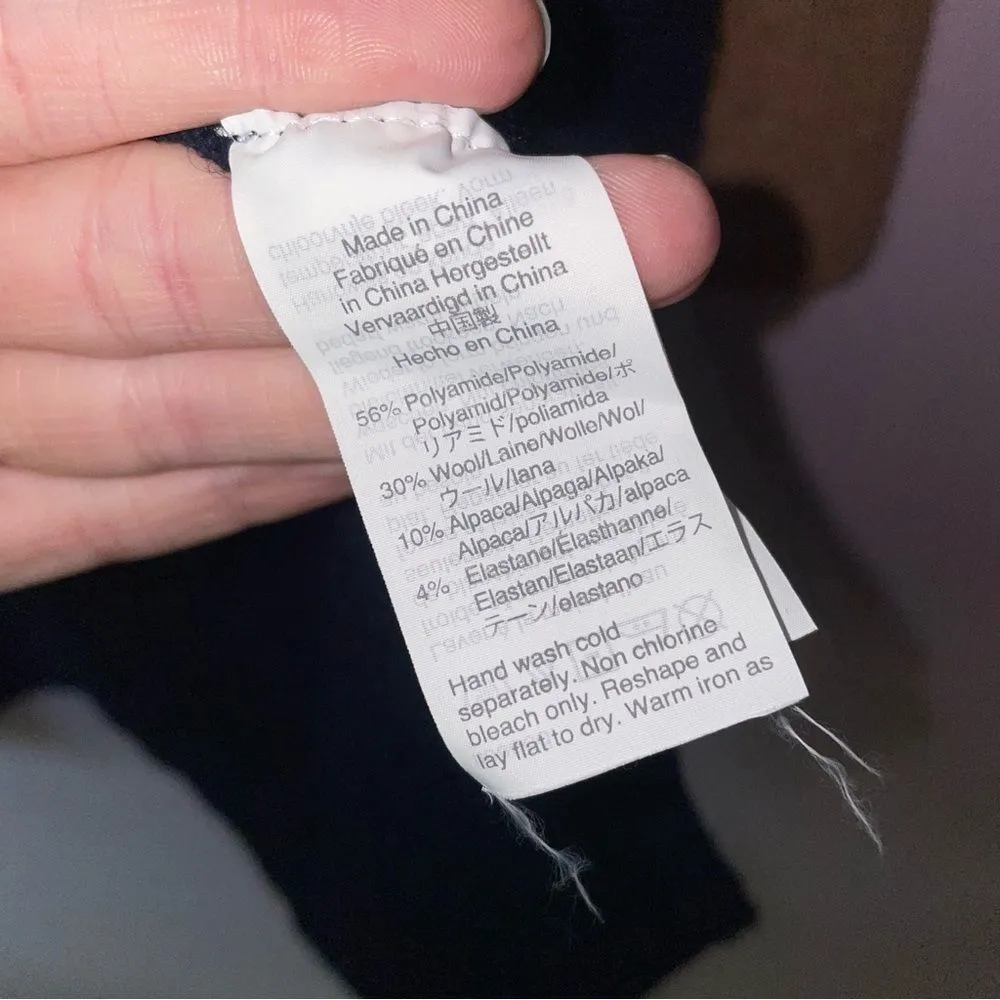 Made in China
Fabriqué en Chine
in China Horgestellt
Vervaardigd in China
中国製
Hecho en China
56% Polyamide/Polyamide/
Polyamid/Polyamide/ポ
リアミド/poliamida
30% Wool/Laine/Wolle/Wol/
ウール/lana
10% Alpaca/Alpaga/Alpaka/
Alpaca/アルパカ/alpaca
4% Elastane/Élasthanne/
Elastan/Elastaan/エラス
テーン/elastano
Hand wash cold
separately. Non chlorine
bleach only. Reshape and
lay flat to dry. Warm iron as